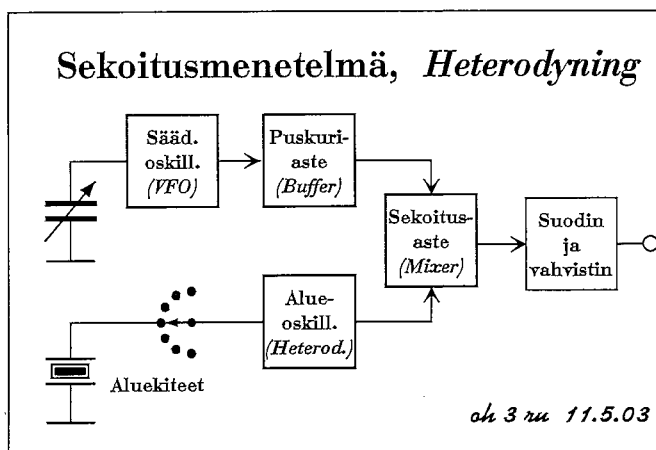 Sekoitusmenetelmä, Heterodyning
Sääd.
oskill.
(VFO)
Puskuri-
aste
(Buffer)
Sekoitus-
aste
(Mixer)
Suodin
ja
vahvistin
Alue-
oskill.
(Heterod.)
Aluekiteet
oh 3 ru 11.5.03